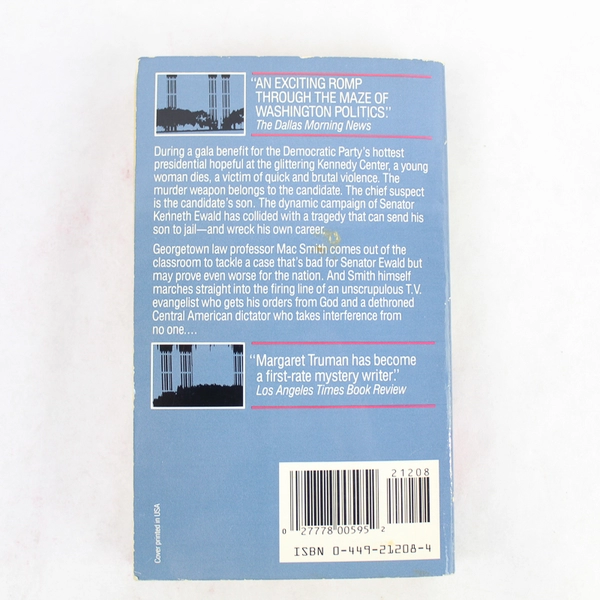 "AN EXCITING ROMP
THROUGH THE MAZE OF
WASHINGTON POLITICS."
The Dallas Morning News
During a gala benefit for the Democratic Party's hottest
presidential hopeful at the glittering Kennedy Center, a young
woman dies, a victim of quick and brutal violence. The
murder weapon belongs to the candidate. The chief suspect
is the candidate's son. The dynamic campaign of Senator
Kenneth Ewald has collided with a tragedy that can send his
son to jail—and wreck his own career.
Georgetown law professor Mac Smith comes out of the
classroom to tackle a case that's bad for Senator Ewald but
may prove even worse for the nation. And Smith himself
marches straight into the firing line of an unscrupulous T.V.
evangelist who gets his orders from God and a dethroned
Central American dictator who takes interference from
no one....
"Margaret Truman has become
a first-rate mystery writer."
Los Angeles Times Book Review
21208
0 27778 00595 2
ISBN 0-449-21208-4
Cover printed in USA